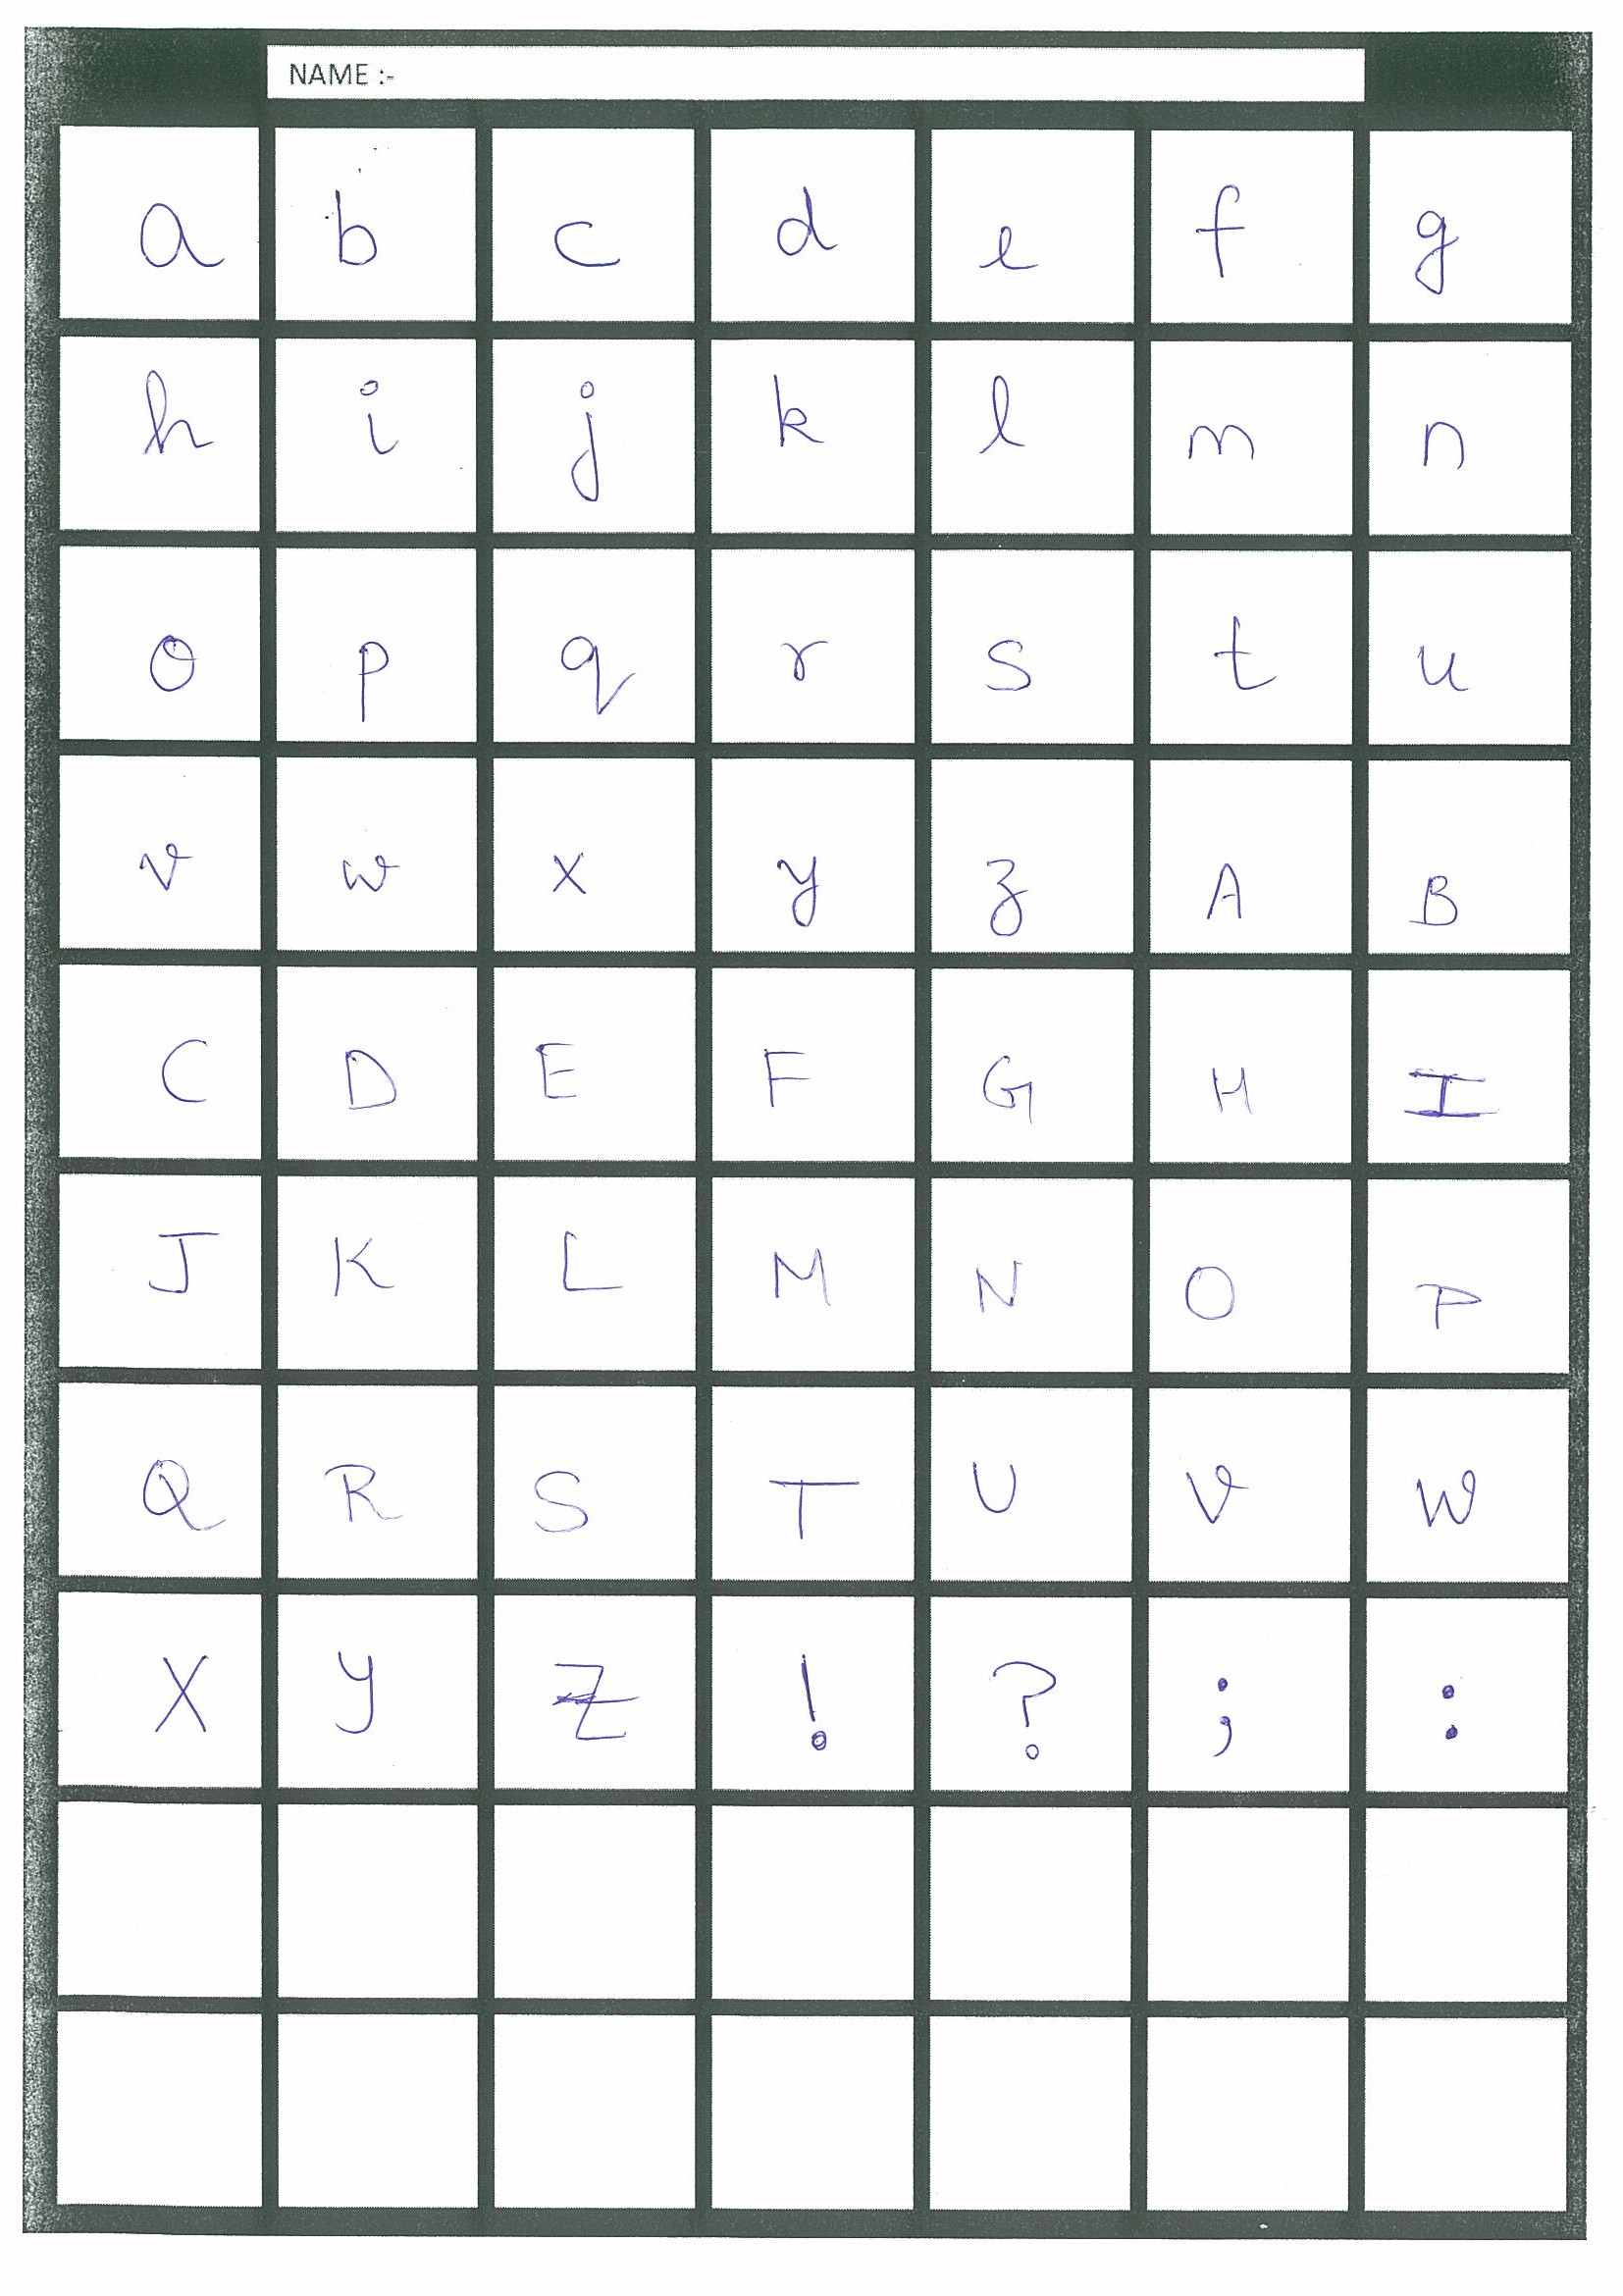 NAME :-
a b c d e f g
h i j k l m n
o p q r s t u
v w x y z A B
C D E F G H I
J K L M N O P
Q R S T U V W
X Y Z ! ? ; :